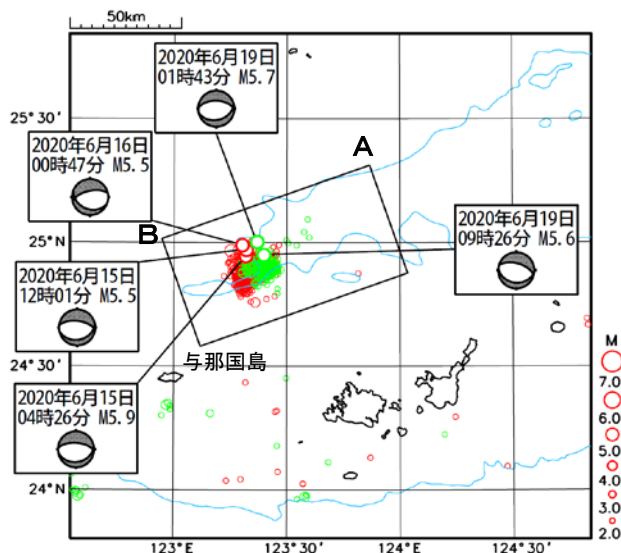 50km
2020年6月19日
01時43分 M5.7
25°30'
2020年6月16日
00時47分 M5.5
A
25°N
B
2020年6月19日
09時26分 M5.6
2020年6月15日
12時01分 M5.5
24°30'
与那国島
2020年6月15日
04時26分 M5.9
24°N
M
7.0
6.0
5.0
4.0
3.0
2.0
123°E
123°30'
124°E
124°30'